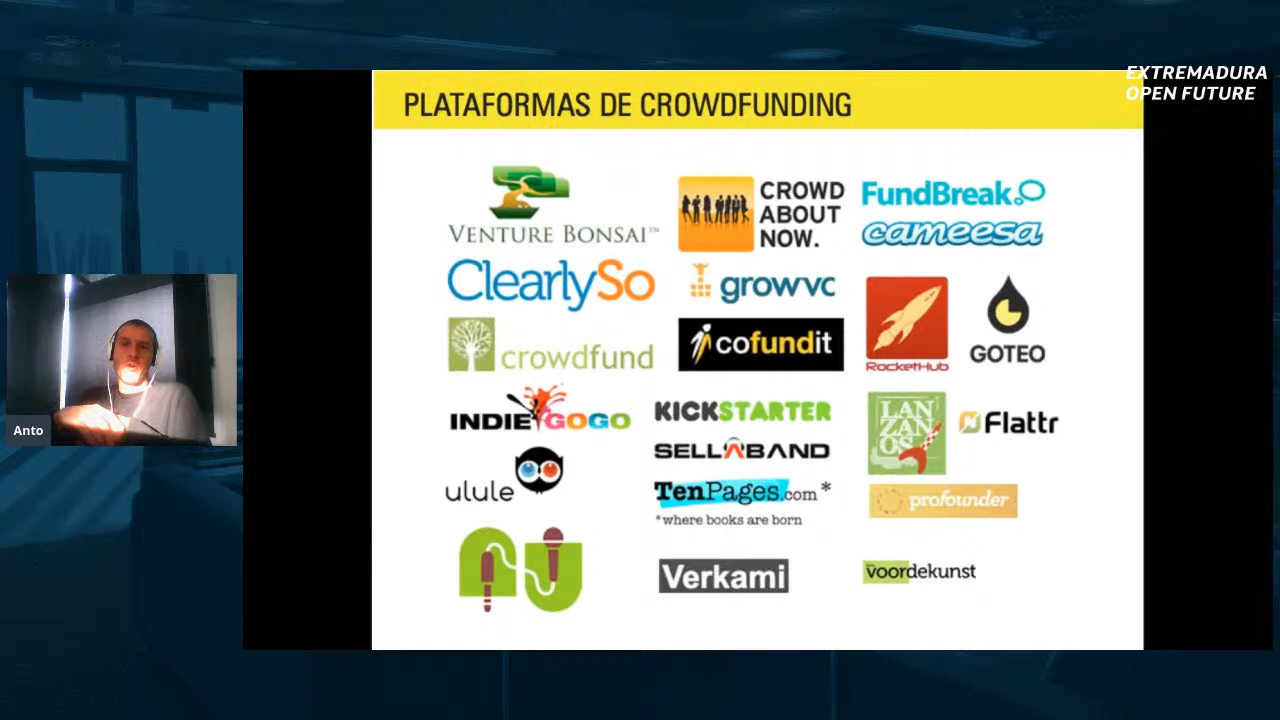 EXTREMADURA
OPEN FUTURE
PLATAFORMAS DE CROWDFUNDING
VENTURE BONSAI™
CROWD
ABOUT
NOW.
FundBreak
cameesa
ClearlySo
growvc
RocketHub
GOTEO
crowdfund
cofundit
INDIEGOGO
KICKSTARTER
LAN
ZAN
OS
Flattr
SELLABAND
ulule
TenPages.com *
*where books are born
profounder
Verkami
voordekunst
Anto